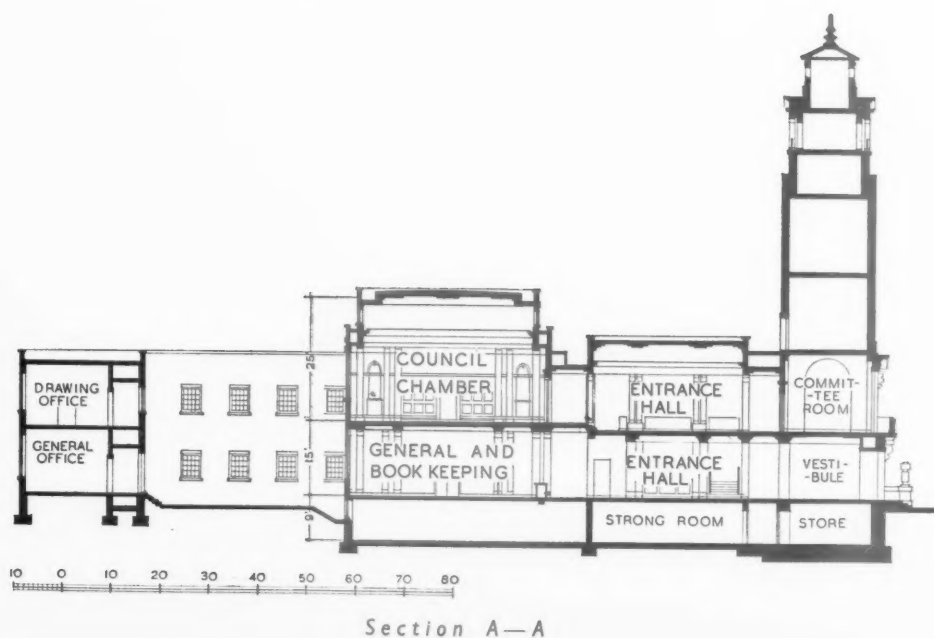 COUNCIL
CHAMBER
25'
DRAWING
OFFICE
ENTRANCE
HALL
COMMIT-
-TEE
ROOM
GENERAL
OFFICE
GENERAL AND
BOOK KEEPING
15'
ENTRANCE
HALL
VESTI-
-BULE
9'
STRONG ROOM
STORE
10 0 10 20 30 40 50 60 70 80
Section A—A